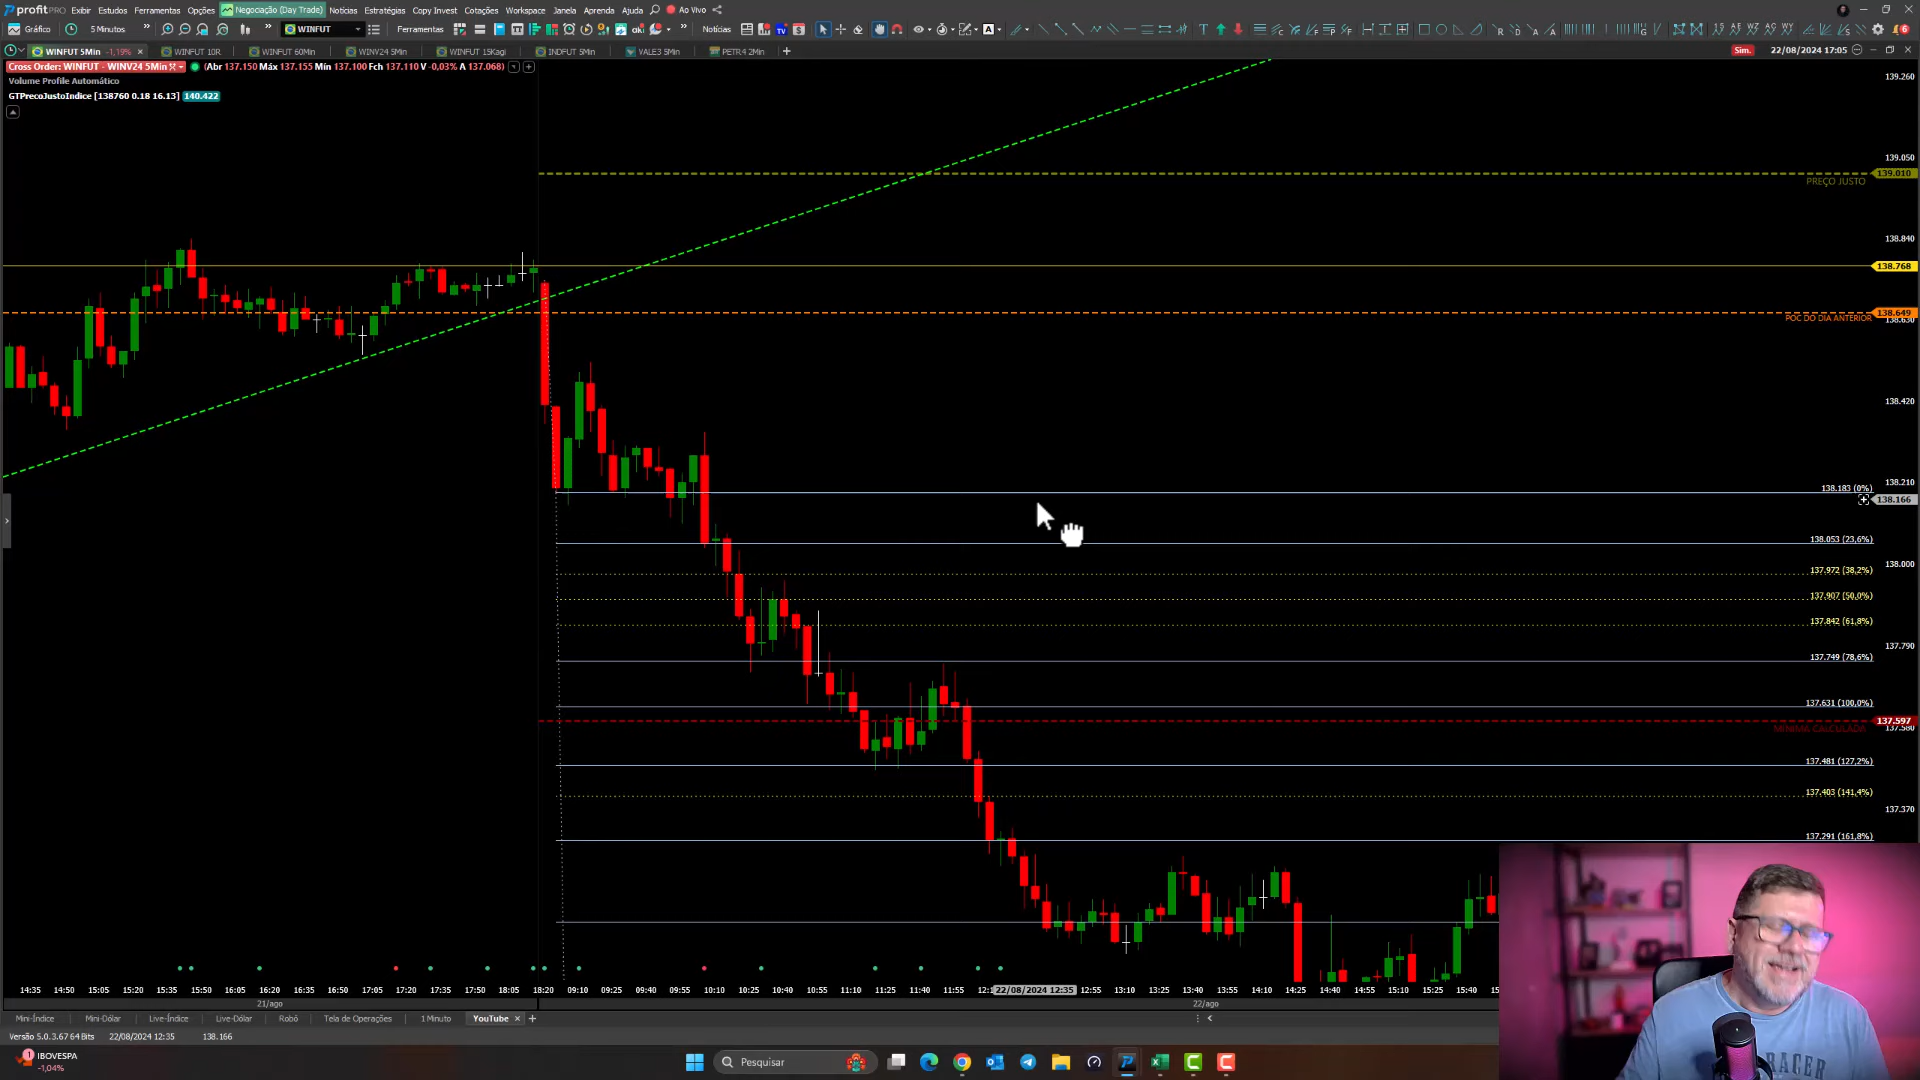 profit PRO Exibir Estudos Ferramentas Opções Negociação (Day Trade) Notícias Estratégias Copy Invest Cotações Workspace Janela Aprenda Ajuda Ao Vivo
Gráfico 5 Minutos » » WINFUT Ferramentas » Notícias
WINFUT 5Min -1,19% × WINFUT 10R WINFUT 60Min WINV24 5Min WINFUT 15Kagi INDFUT 5Min VALE3 5Min PETR4 2Min + Sim. 22/08/2024 17:05
Cross Order: WINFUT - WINV24 5Min (Abr 137.150 Máx 137.155 Mín 137.100 Fch 137.110 V -0,03% A 137.068)
Volume Profile Automático
GTPrecoJustoIndice [138760 0.18 16.13] 140.422
139.260
139.050
139.010
PREÇO JUSTO
138.840
138.768
138.649
POC DO DIA ANTERIOR
138.630
138.420
138.210
138.183 (0%)
138.166
138.053 (23,6%)
138.000
137.972 (38,2%)
137.907 (50,0%)
137.842 (61,8%)
137.790
137.749 (78,6%)
137.631 (100,0%)
137.597
MÍNIMA CALCULADA
137.580
137.481 (127,2%)
137.403 (141,4%)
137.370
137.291 (161,8%)
14:35 14:50 15:05 15:20 15:35 15:50 16:05 16:20 16:35 16:50 17:05 17:20 17:35 17:50 18:05 18:20 09:10 09:25 09:40 09:55 10:10 10:25 10:40 10:55 11:10 11:25 11:40 11:55 22/08/2024 12:35 12:55 13:10 13:25 13:40 13:55 14:10 14:25 14:40 14:55 15:10 15:25 15:40
21/ago 22/ago
Mini-Índice Mini-Dólar Live-Índice Live-Dólar Robô Tela de Operações 1 Minuto YouTube × +
Versão 5.0.3.67 64 Bits 22/08/2024 12:35 138.166
1 IBOVESPA
-1,04%
Pesquisar
RACER